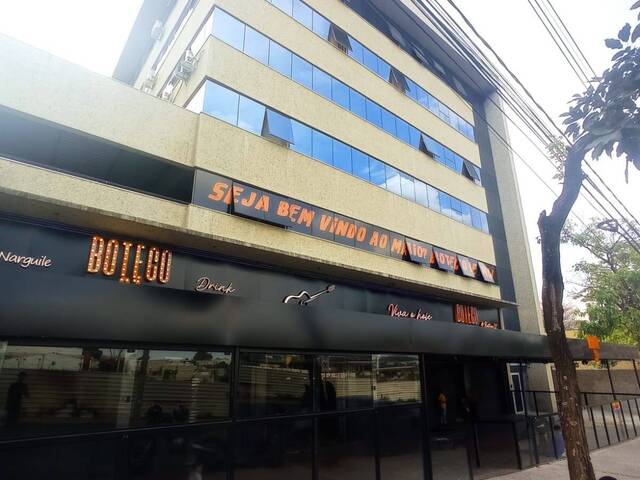 SEJA BEM VINDO AO MAIOR
Narguile
BOTECO
Drink
Viva o hoje
BOTECO